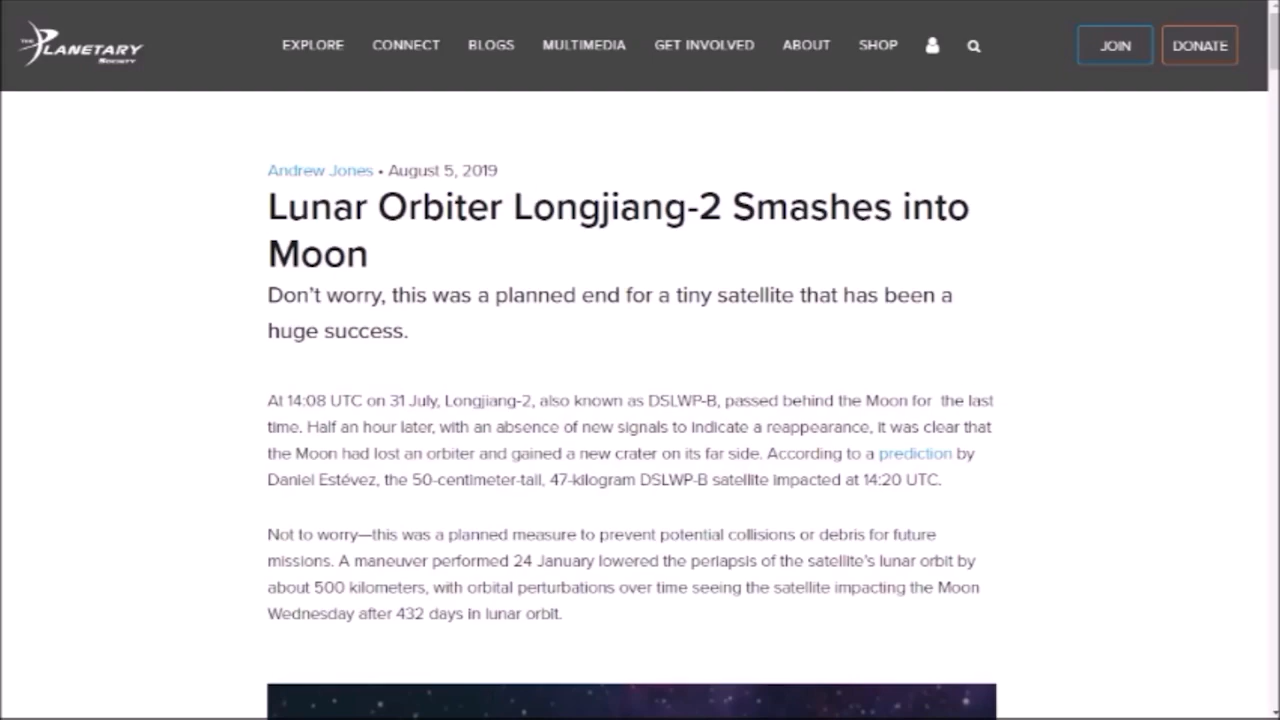 THE PLANETARY SOCIETY
EXPLORE CONNECT BLOGS MULTIMEDIA GET INVOLVED ABOUT SHOP JOIN DONATE
Andrew Jones • August 5, 2019
Lunar Orbiter Longjiang-2 Smashes into
Moon
Don't worry, this was a planned end for a tiny satellite that has been a
huge success.
At 14:08 UTC on 31 July, Longjiang-2, also known as DSLWP-B, passed behind the Moon for the last
time. Half an hour later, with an absence of new signals to indicate a reappearance, it was clear that
the Moon had lost an orbiter and gained a new crater on its far side. According to a prediction by
Daniel Estévez, the 50-centimeter-tall, 47-kilogram DSLWP-B satellite impacted at 14:20 UTC.
Not to worry—this was a planned measure to prevent potential collisions or debris for future
missions. A maneuver performed 24 January lowered the periapsis of the satellite's lunar orbit by
about 500 kilometers, with orbital perturbations over time seeing the satellite impacting the Moon
Wednesday after 432 days in lunar orbit.